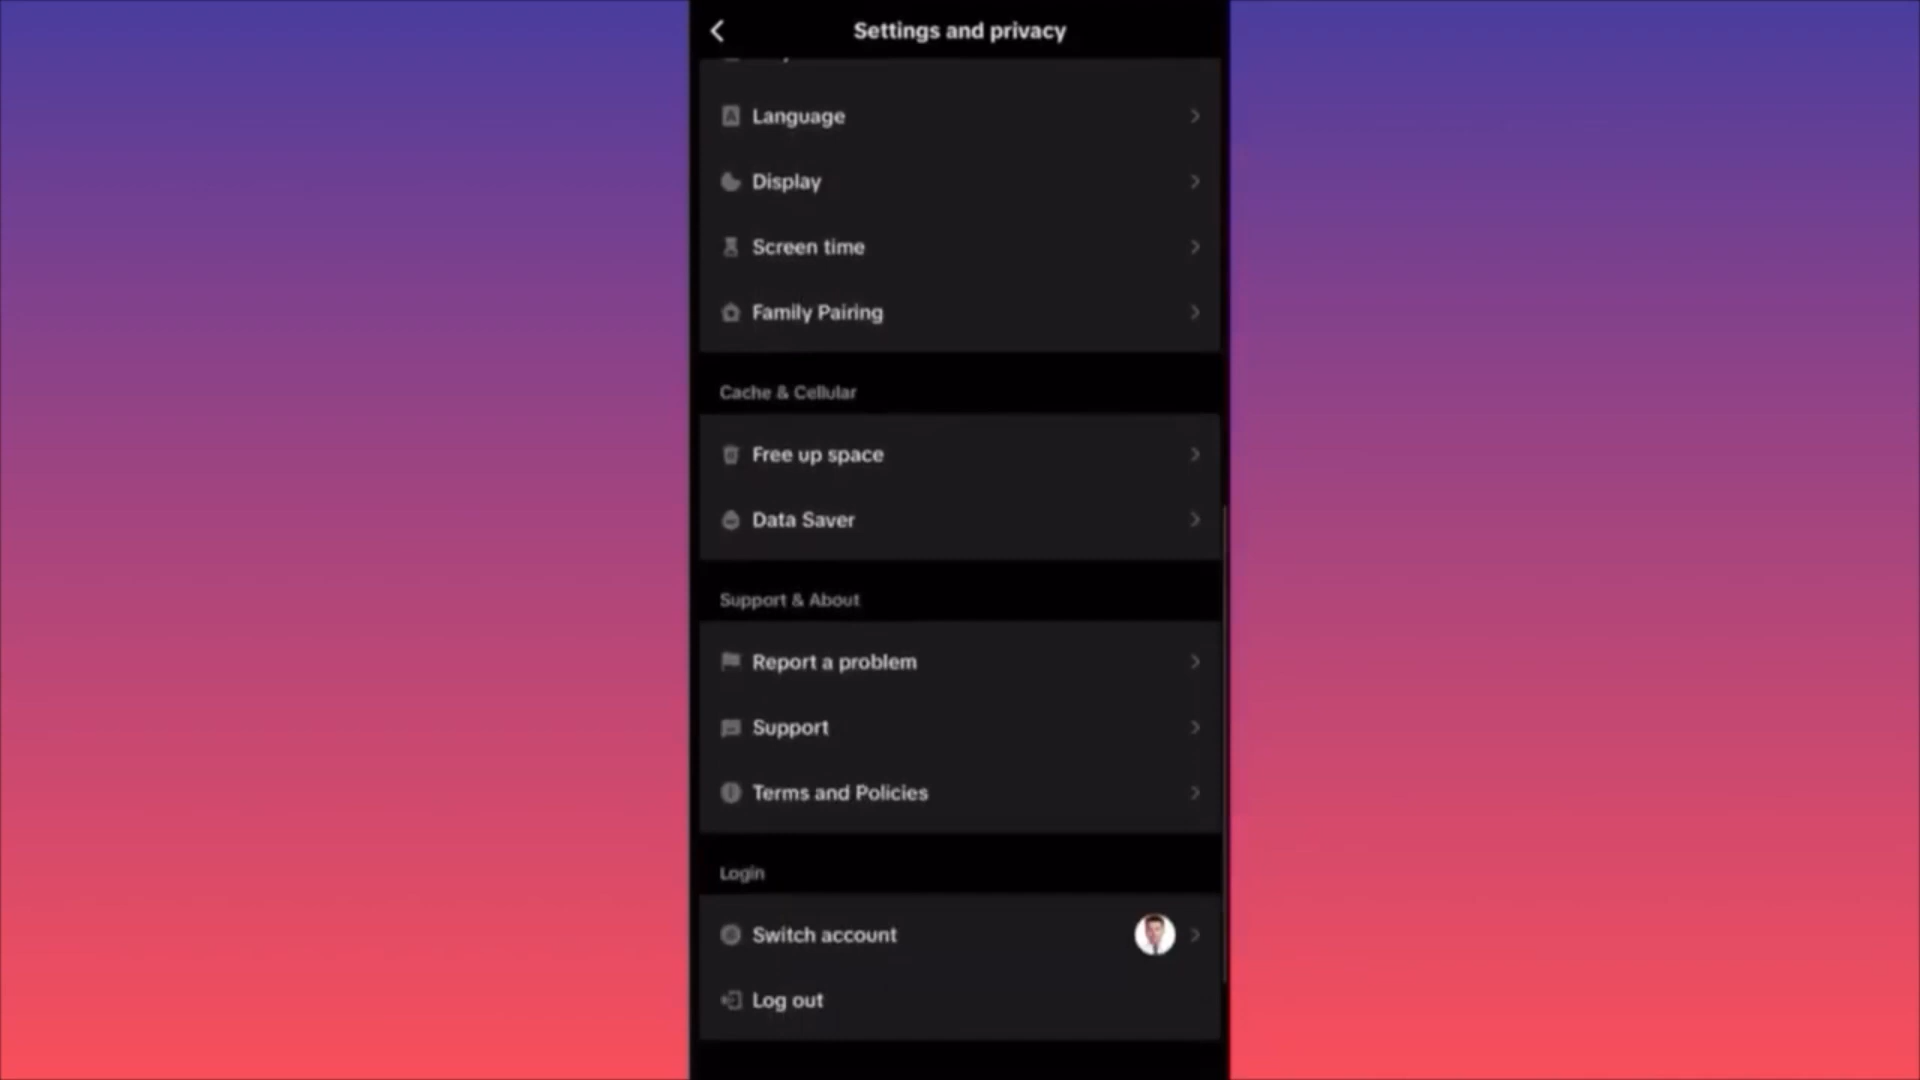 Settings and privacy
Language
Display
Screen time
Family Pairing
Cache & Cellular
Free up space
Data Saver
Support & About
Report a problem
Support
Terms and Policies
Login
Switch account
Log out